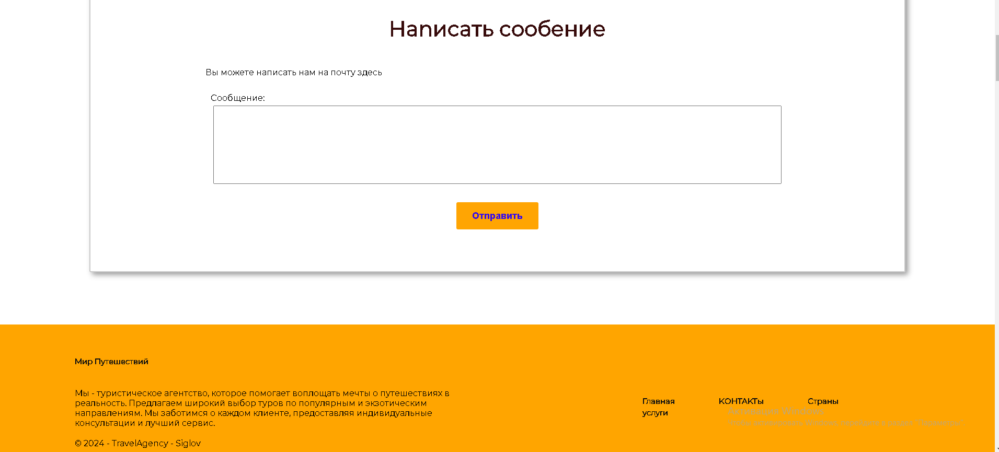 Написать сообение
Вы можете написать нам на почту здесь
Сообщение:
Отправить
Мир Путешествий
Мы - туристическое агентство, которое помогает воплощать мечты о путешествиях в
реальность. Предлагаем широкий выбор туров по популярным и экзотическим
направлениям. Мы заботимся о каждом клиенте, предоставляя индивидуальные
консультации и лучший сервис.
© 2024 - TravelAgency - Siglov
Главная КОНТАКТы Страны
услуги
Активация Windows
Чтобы активировать Windows, перейдите в раздел "Параметры".